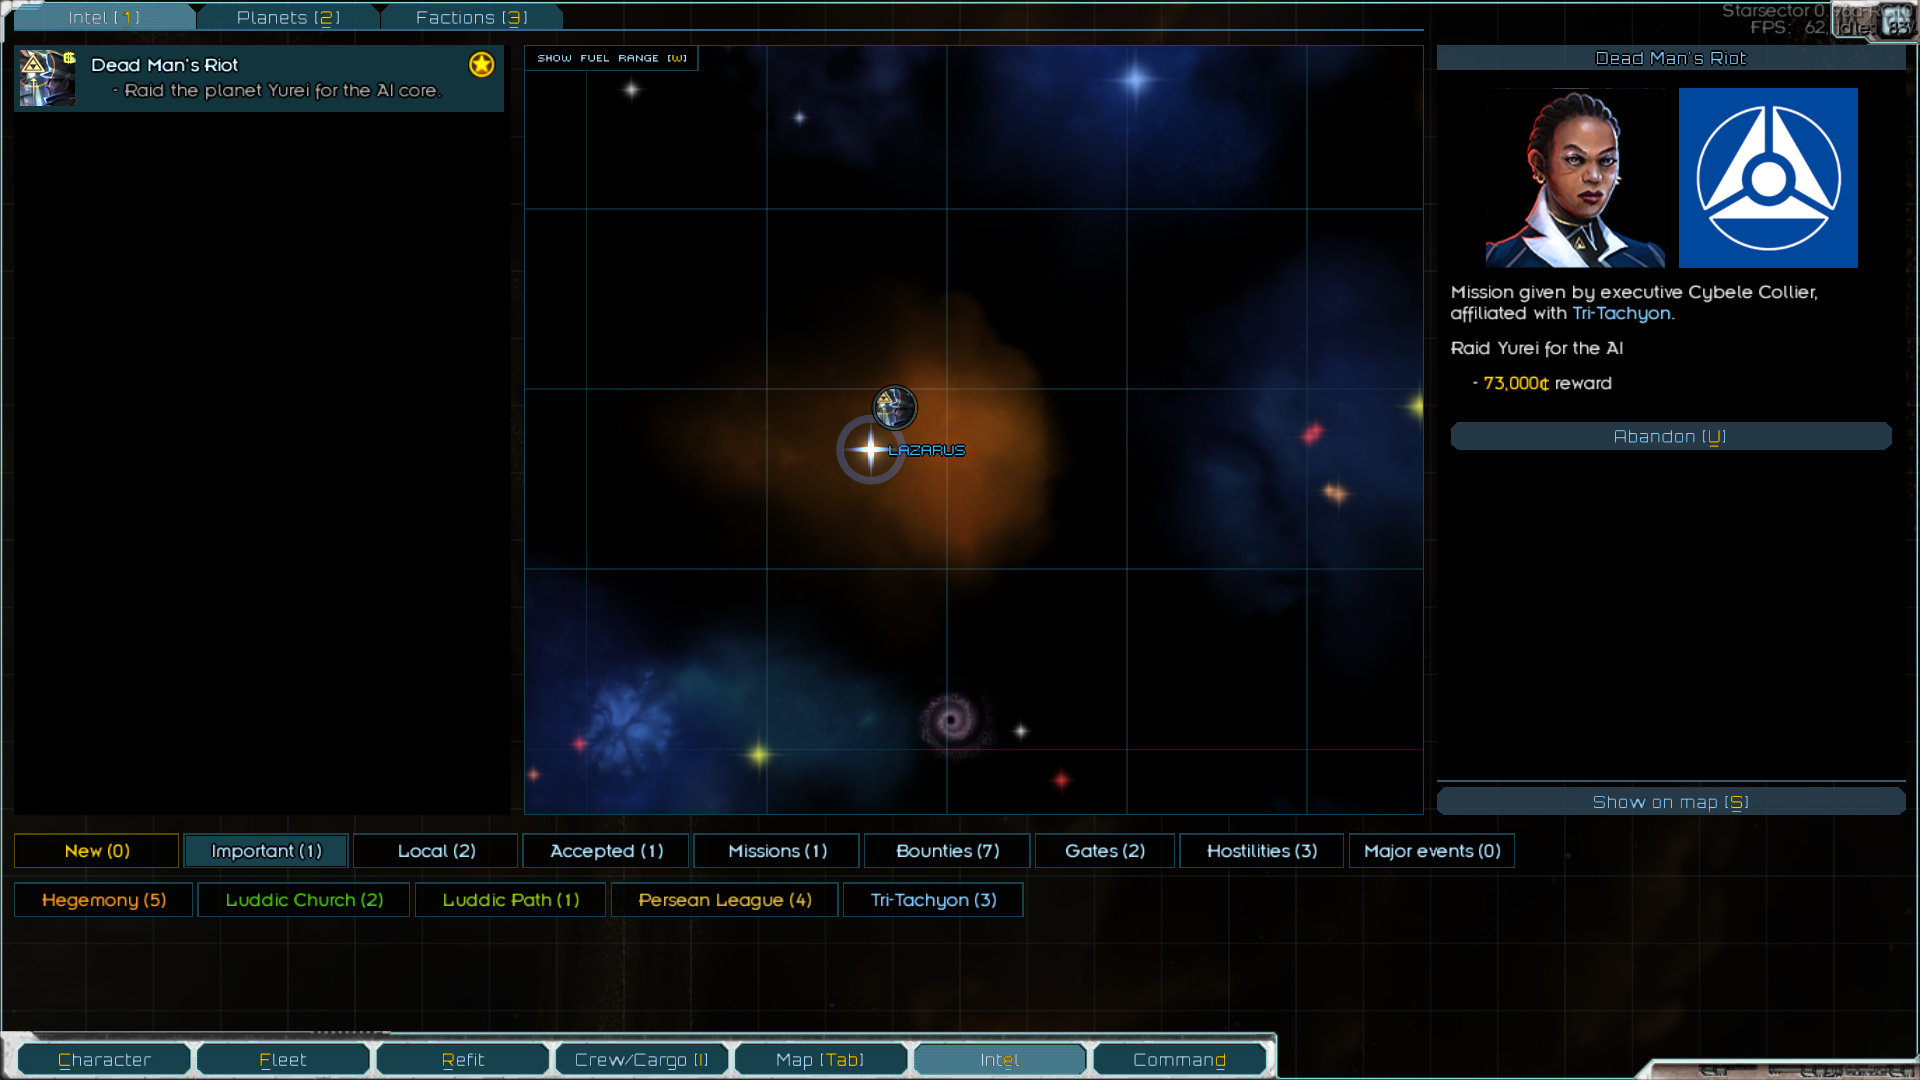 Intel [1]
Planets [2]
Factions [3]
Dead Man's Riot
- Raid the planet Yurei for the AI core.
SHOW FUEL RANGE [W]
LAZARUS
Dead Man's Riot
Mission given by executive Cybele Collier,
affiliated with Tri-Tachyon.
Raid Yurei for the AI
- 73,000¢ reward
Abandon [U]
Show on map [S]
New (0)
Important (1)
Local (2)
Accepted (1)
Missions (1)
Bounties (7)
Gates (2)
Hostilities (3)
Major events (0)
Hegemony (5)
Luddic Church (2)
Luddic Path (1)
Persean League (4)
Tri-Tachyon (3)
Character
Fleet
Refit
Crew/Cargo [I]
Map [Tab]
Intel
Command
Starsector
FPS: 62, Idle: